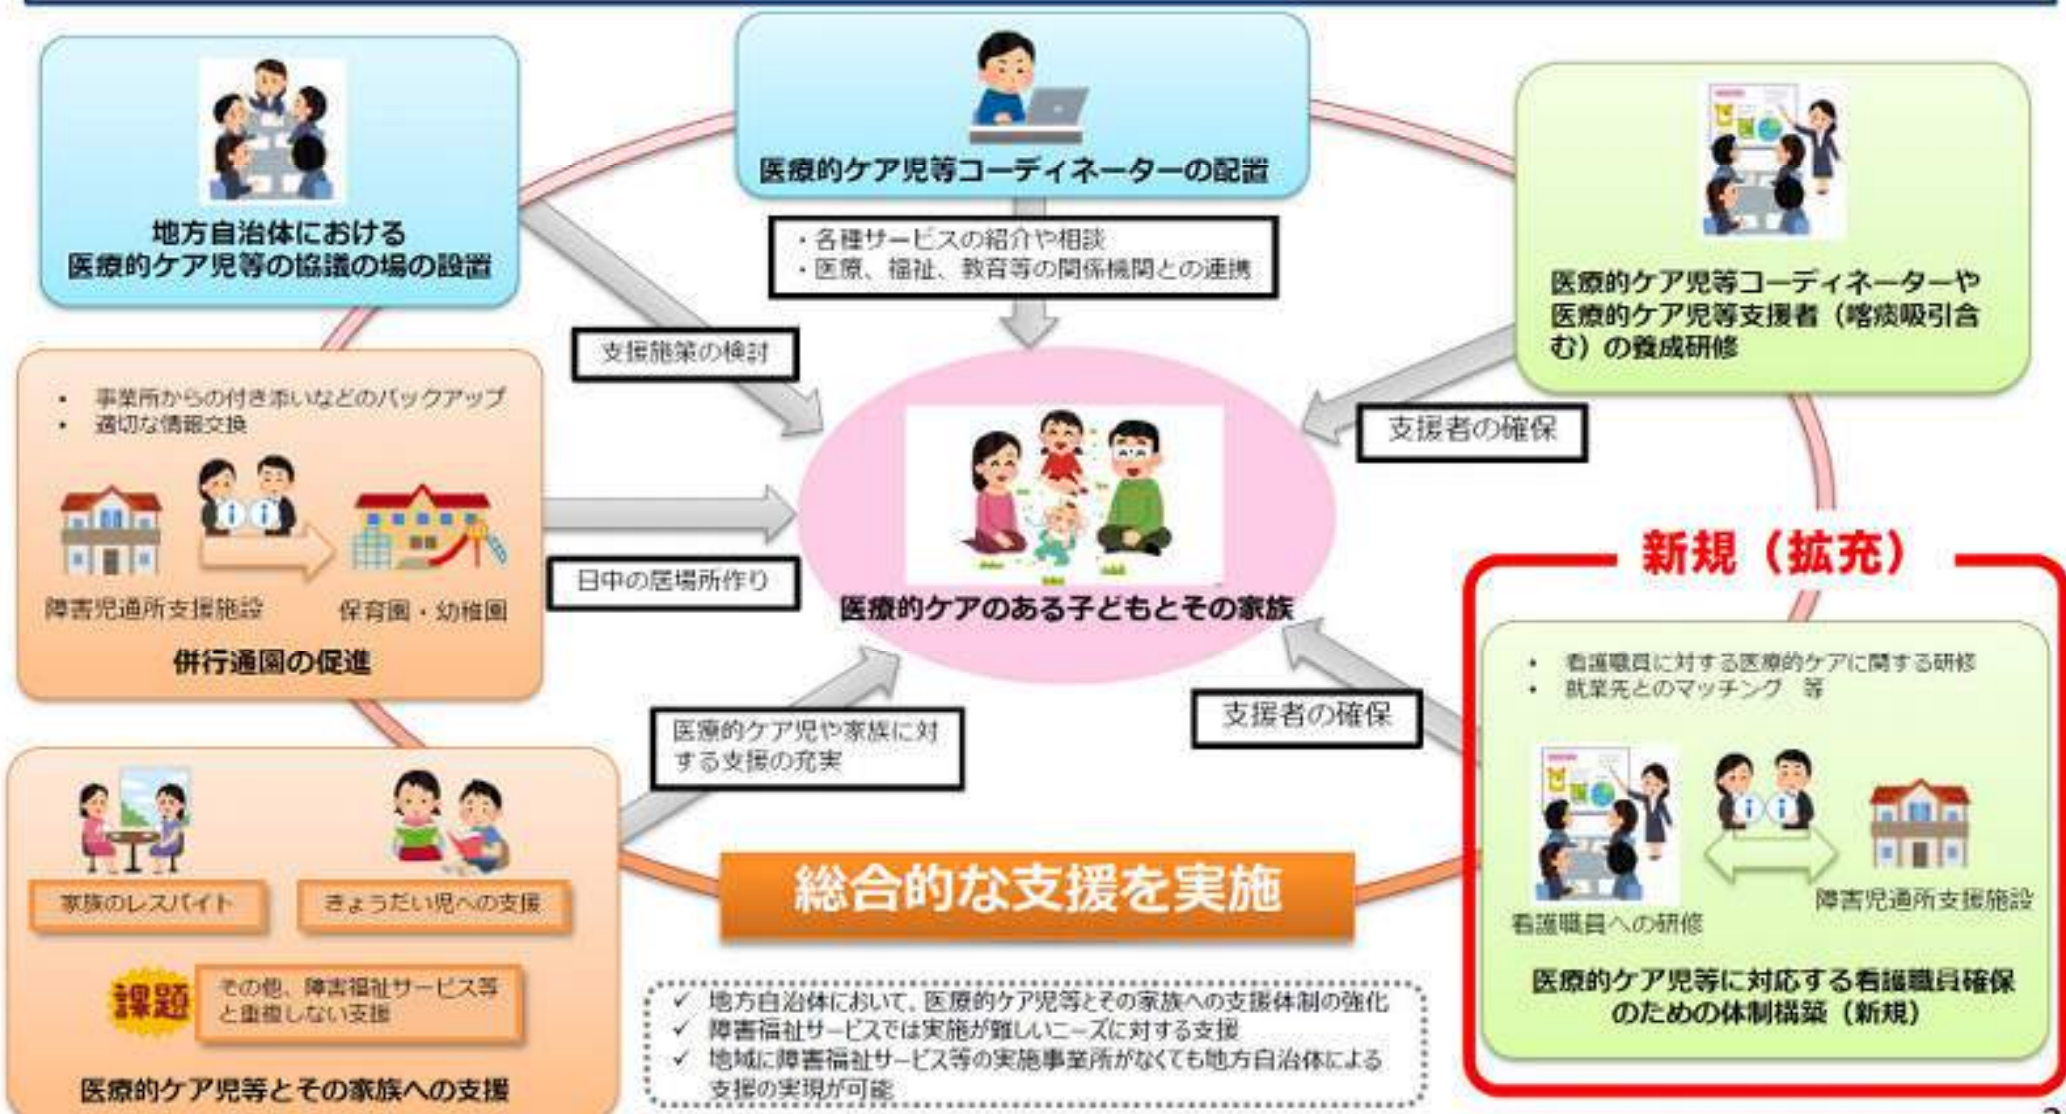 地方自治体における
医療的ケア児等の協議の場の設置
医療的ケア児等コーディネーターの配置
・各種サービスの紹介や相談
・医療、福祉、教育等の関係機関との連携
医療的ケア児等コーディネーターや
医療的ケア児等支援者（喀痰吸引含
む）の養成研修
支援施策の検討
支援者の確保
• 事業所からの付き添いなどのバックアップ
• 適切な情報交換
障害児通所支援施設
保育園・幼稚園
併行通園の促進
日中の居場所作り
医療的ケアのある子どもとその家族
新規（拡充）
• 看護職員に対する医療的ケアに関する研修
• 就業先とのマッチング 等
看護職員への研修
障害児通所支援施設
医療的ケア児等に対応する看護職員確保
のための体制構築（新規）
支援者の確保
医療的ケア児や家族に対
する支援の充実
家族のレスパイト
きょうだい児への支援
課題
その他、障害福祉サービス等
と重複しない支援
医療的ケア児等とその家族への支援
総合的な支援を実施
✓ 地方自治体において、医療的ケア児等とその家族への支援体制の強化
✓ 障害福祉サービスでは実施が難しいニーズに対する支援
✓ 地域に障害福祉サービス等の実施事業所がなくても地方自治体による
支援の実現が可能